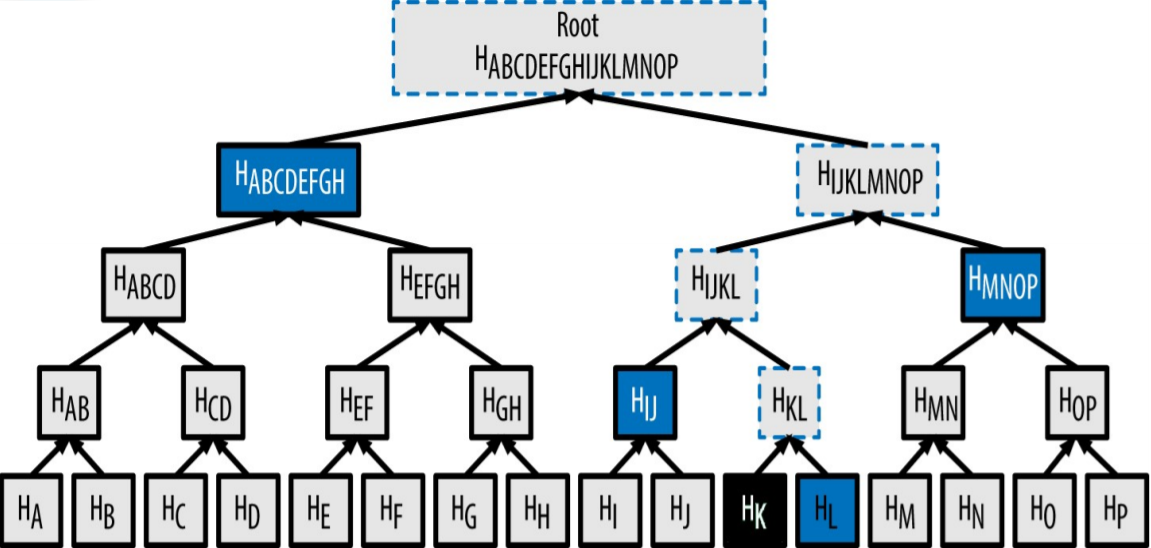 Root
HABCDEFGHIJKLMNOP
HABCDEFGH
HIJKLMNOP
HABCD
HEFGH
HIJKL
HMNOP
HAB
HCD
HEF
HGH
HIJ
HKL
HMN
HOP
HA
HB
HC
HD
HE
HF
HG
HH
HI
HJ
HK
HL
HM
HN
HO
HP